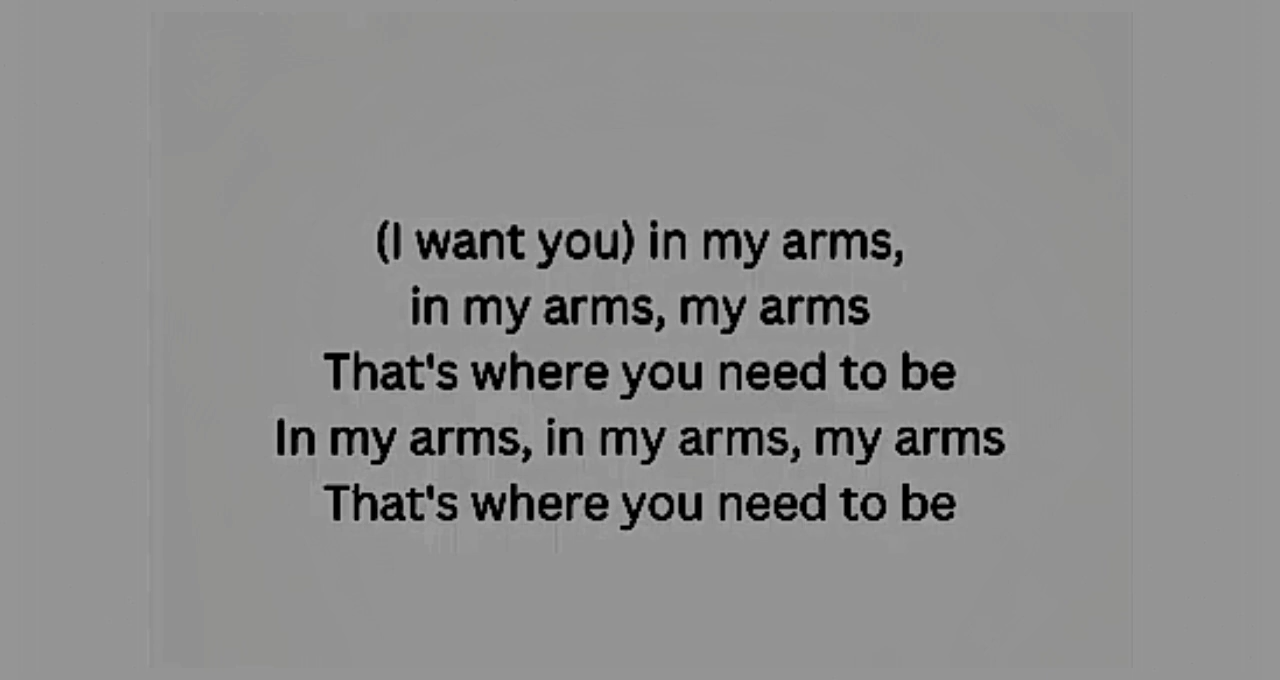 (I want you) in my arms,
in my arms, my arms
That's where you need to be
In my arms, in my arms, my arms
That's where you need to be